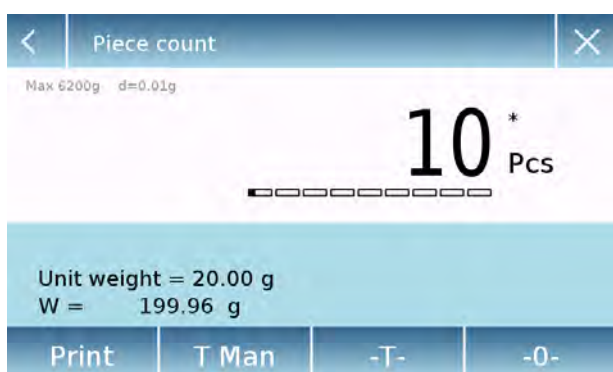 Piece count
Max 6200g d=0.01g
10 * Pcs
Unit weight = 20.00 g
W = 199.96 g
Print T Man -T- -0-